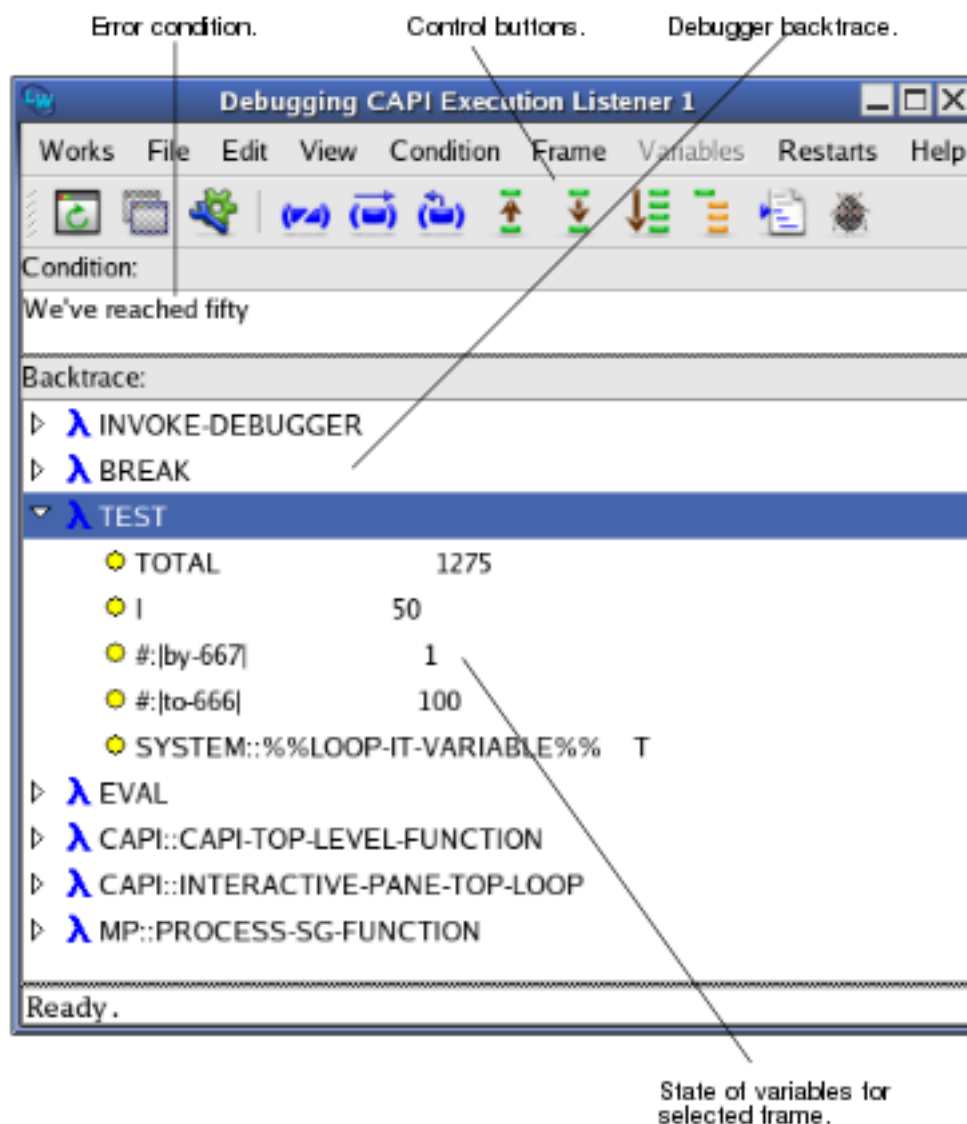 Error condition. Control buttons. Debugger backtrace.
LW Debugging CAPI Execution Listener 1
Works File Edit View Condition Frame Variables Restarts Help
Condition:
We've reached fifty
Backtrace:
λ INVOKE-DEBUGGER
λ BREAK
λ TEST
TOTAL 1275
I 50
#:|by-667| 1
#:|to-666| 100
SYSTEM::%%LOOP-IT-VARIABLE%% T
λ EVAL
λ CAPI::CAPI-TOP-LEVEL-FUNCTION
λ CAPI::INTERACTIVE-PANE-TOP-LOOP
λ MP::PROCESS-SG-FUNCTION
Ready.
State of variables for
selected frame.